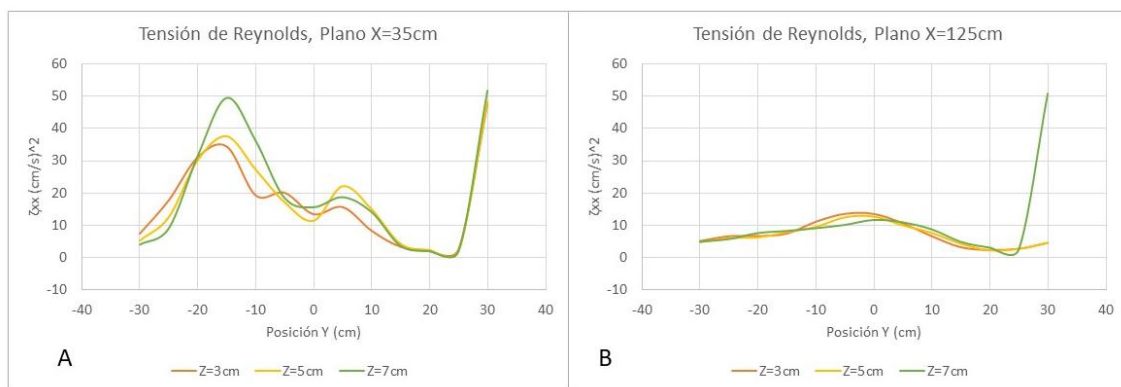 Tensión de Reynolds, Plano X=35cm
60
50
40
30
20
10
0
-10
ζxx (cm/s)^2
-40 -30 -20 -10 0 10 20 30 40
Posición Y (cm)
A
Z=3cm Z=5cm Z=7cm
Tensión de Reynolds, Plano X=125cm
60
50
40
30
20
10
0
-10
ζxx (cm/s)^2
-40 -30 -20 -10 0 10 20 30 40
Posición Y (cm)
B
Z=3cm Z=5cm Z=7cm